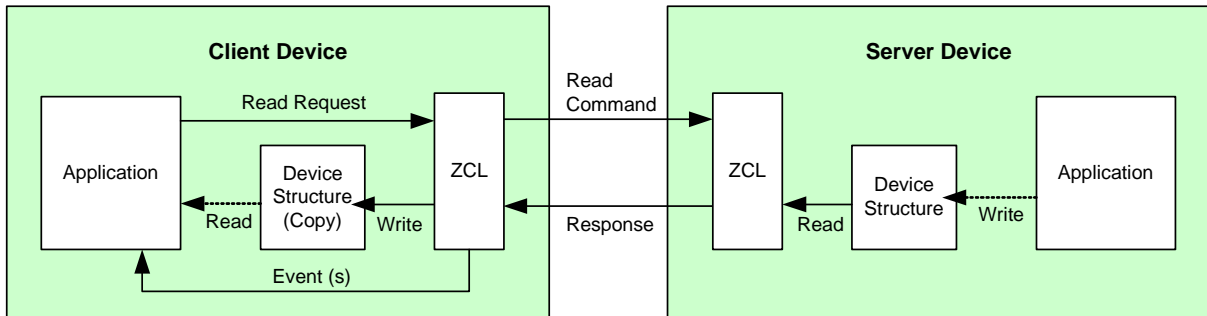 Client Device
Server Device
Read Request
Read
Command
Application
Device
Structure
(Copy)
ZCL
Read
Write
Event (s)
Response
ZCL
Device
Structure
Read
Write
Application